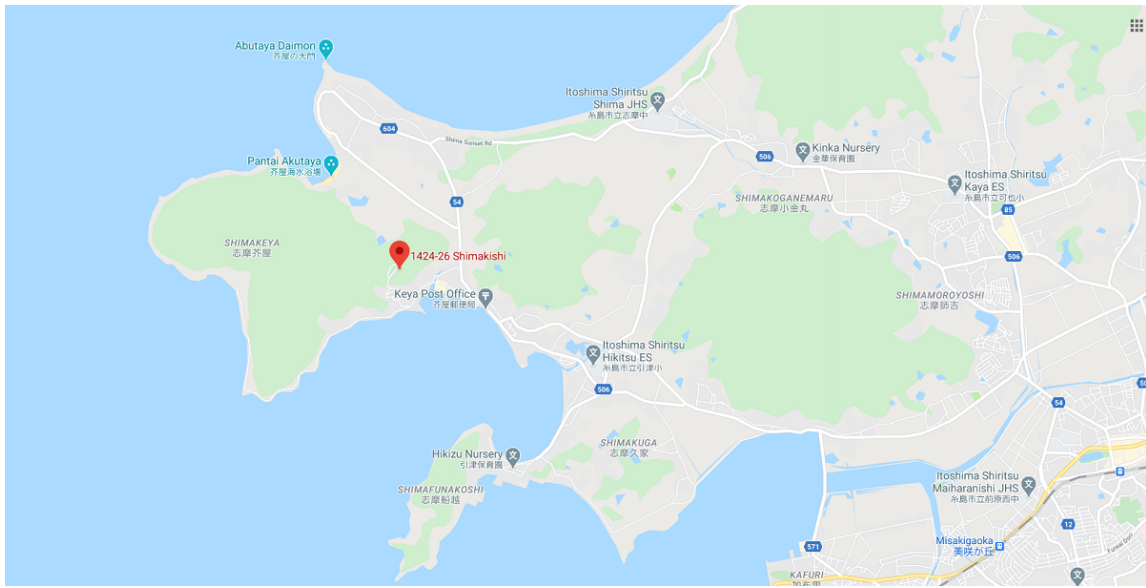 Abutaya Daimon
芥屋の大門
Itoshima Shiritsu
Shima JHS
糸島市立志摩中
604
Shima Sunset Rd
506
Kinka Nursery
金華保育園
Pantai Akutaya
芥屋海水浴場
Itoshima Shiritsu
Kaya ES
糸島市立可也小
54
SHIMAKOGANEMARU
志摩小金丸
85
SHIMAKEYA
志摩芥屋
1424-26 Shimakishi
506
Keya Post Office
芥屋郵便局
SHIMAMOROYOSHI
志摩師吉
Itoshima Shiritsu
Hikitsu ES
糸島市立引津小
506
54
50
SHIMAKUGA
志摩久家
Hikizu Nursery
引津保育園
SHIMAFUNAKOSHI
志摩船越
Itoshima Shiritsu
Maiharanishi JHS
糸島市立前原西中
12
Misakigaoka
美咲が丘
571
KAFURI
加布里